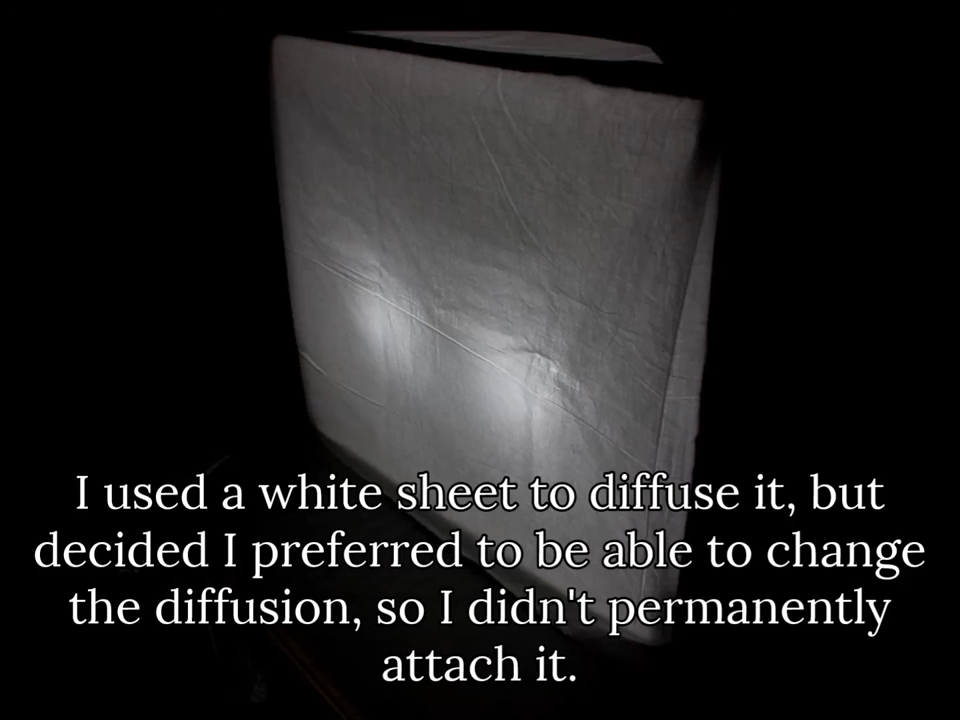 I used a white sheet to diffuse it, but
decided I preferred to be able to change
the diffusion, so I didn't permanently
attach it.